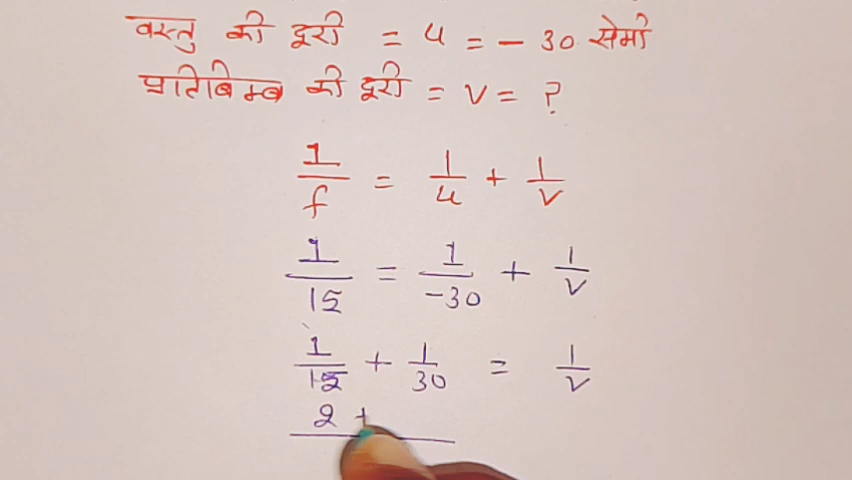 वस्तु की दूरी = u = - 30 सेमी
प्रतिबिम्ब की दूरी = v = ?
1/f = 1/u + 1/v
1/15 = 1/-30 + 1/v
1/15 + 1/30 = 1/v
2 +